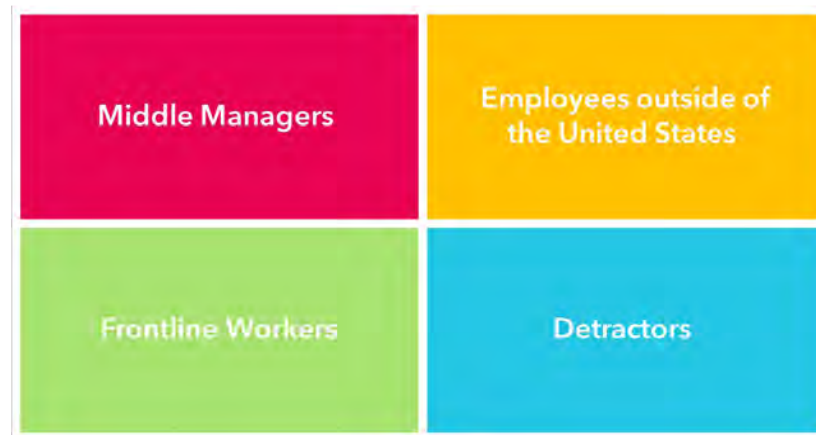 Middle Managers
Employees outside of
the United States
Frontline Workers
Detractors